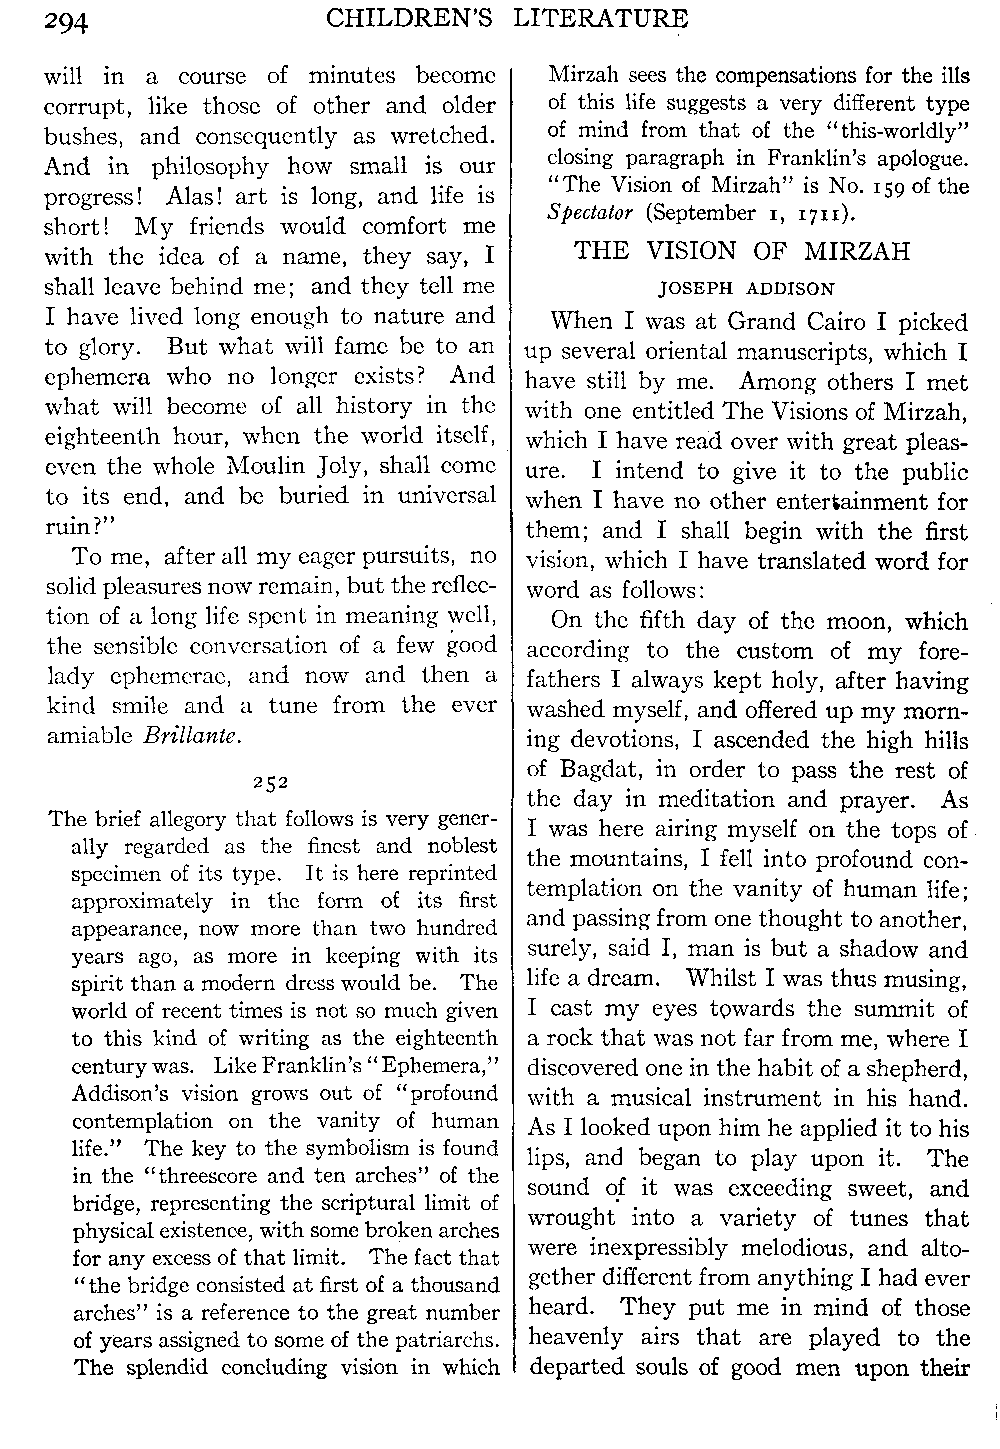 294 CHILDREN'S LITERATURE
will in a course of minutes become
corrupt, like those of other and older
bushes, and consequently as wretched.
And in philosophy how small is our
progress! Alas! art is long, and life is
short! My friends would comfort me
with the idea of a name, they say, I
shall leave behind me; and they tell me
I have lived long enough to nature and
to glory. But what will fame be to an
ephemera who no longer exists? And
what will become of all history in the
eighteenth hour, when the world itself,
even the whole Moulin Joly, shall come
to its end, and be buried in universal
ruin?"
To me, after all my eager pursuits, no
solid pleasures now remain, but the reflec-
tion of a long life spent in meaning well,
the sensible conversation of a few good
lady ephemerae, and now and then a
kind smile and a tune from the ever
amiable Brillante.
252
The brief allegory that follows is very gener-
ally regarded as the finest and noblest
specimen of its type. It is here reprinted
approximately in the form of its first
appearance, now more than two hundred
years ago, as more in keeping with its
spirit than a modern dress would be. The
world of recent times is not so much given
to this kind of writing as the eighteenth
century was. Like Franklin's "Ephemera,"
Addison's vision grows out of "profound
contemplation on the vanity of human
life." The key to the symbolism is found
in the "threescore and ten arches" of the
bridge, representing the scriptural limit of
physical existence, with some broken arches
for any excess of that limit. The fact that
"the bridge consisted at first of a thousand
arches" is a reference to the great number
of years assigned to some of the patriarchs.
The splendid concluding vision in which
Mirzah sees the compensations for the ills
of this life suggests a very different type
of mind from that of the "this-worldly"
closing paragraph in Franklin's apologue.
"The Vision of Mirzah" is No. 159 of the
Spectator (September 1, 1711).
THE VISION OF MIRZAH
JOSEPH ADDISON
When I was at Grand Cairo I picked
up several oriental manuscripts, which I
have still by me. Among others I met
with one entitled The Visions of Mirzah,
which I have read over with great pleas-
ure. I intend to give it to the public
when I have no other entertainment for
them; and I shall begin with the first
vision, which I have translated word for
word as follows:
On the fifth day of the moon, which
according to the custom of my fore-
fathers I always kept holy, after having
washed myself, and offered up my morn-
ing devotions, I ascended the high hills
of Bagdat, in order to pass the rest of
the day in meditation and prayer. As
I was here airing myself on the tops of
the mountains, I fell into profound con-
templation on the vanity of human life;
and passing from one thought to another,
surely, said I, man is but a shadow and
life a dream. Whilst I was thus musing,
I cast my eyes towards the summit of
a rock that was not far from me, where I
discovered one in the habit of a shepherd,
with a musical instrument in his hand.
As I looked upon him he applied it to his
lips, and began to play upon it. The
sound of it was exceeding sweet, and
wrought into a variety of tunes that
were inexpressibly melodious, and alto-
gether different from anything I had ever
heard. They put me in mind of those
heavenly airs that are played to the
departed souls of good men upon their